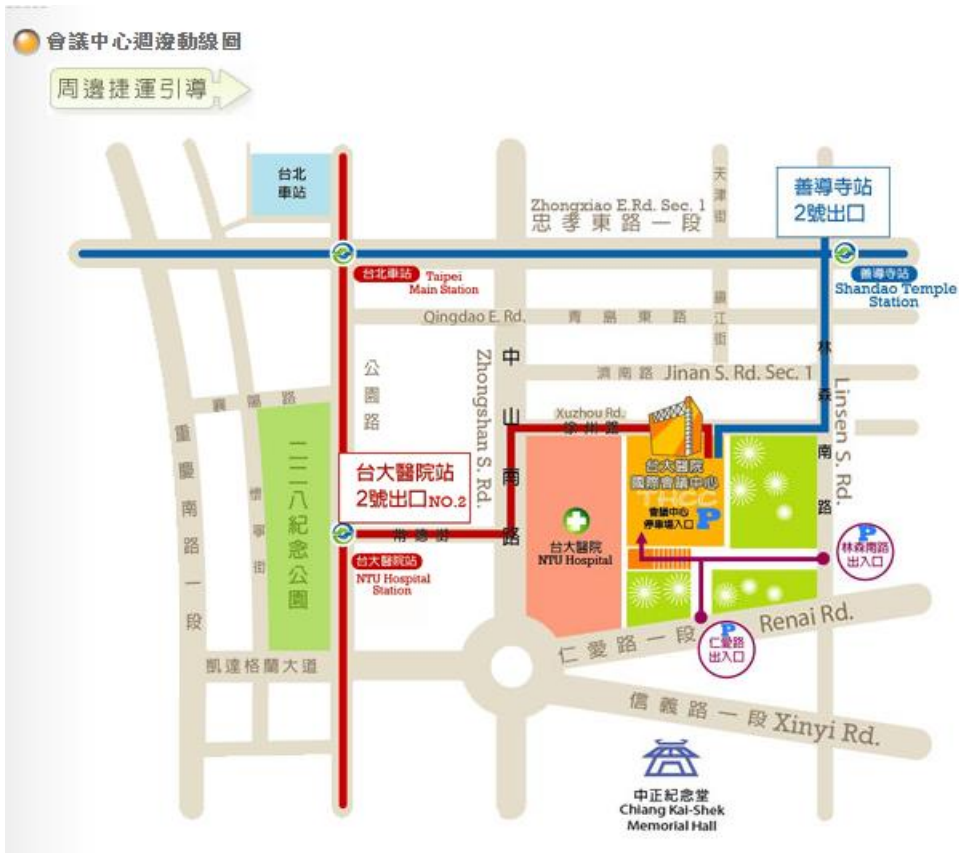 會議中心週邊動線圖
周邊捷運引導
台北
車站
Zhongxiao E.Rd. Sec. 1
忠孝東路一段
天津街
善導寺站
2號出口
台北車站
Taipei
Main Station
善導寺站
Shandao Temple
Station
Qingdao E. Rd.
青島東路
鎮江街
林森南路
Linsen S. Rd.
濟南路 Jinan S. Rd. Sec. 1
公園路
Zhongshan S. Rd.
中山南路
Xuzhou Rd.
徐州路
襄陽路
重慶南路一段
懷寧街
二二八紀念公園
台大醫院站
2號出口NO.2
常德街
台大醫院站
NTU Hospital
Station
台大醫院
國際會議中心
THCC
會議中心
停車場入口
P
台大醫院
NTU Hospital
P
林森南路
出入口
P
仁愛路
出入口
仁愛路一段 Renai Rd.
凱達格蘭大道
信義路一段 Xinyi Rd.
中正紀念堂
Chiang Kai-Shek
Memorial Hall